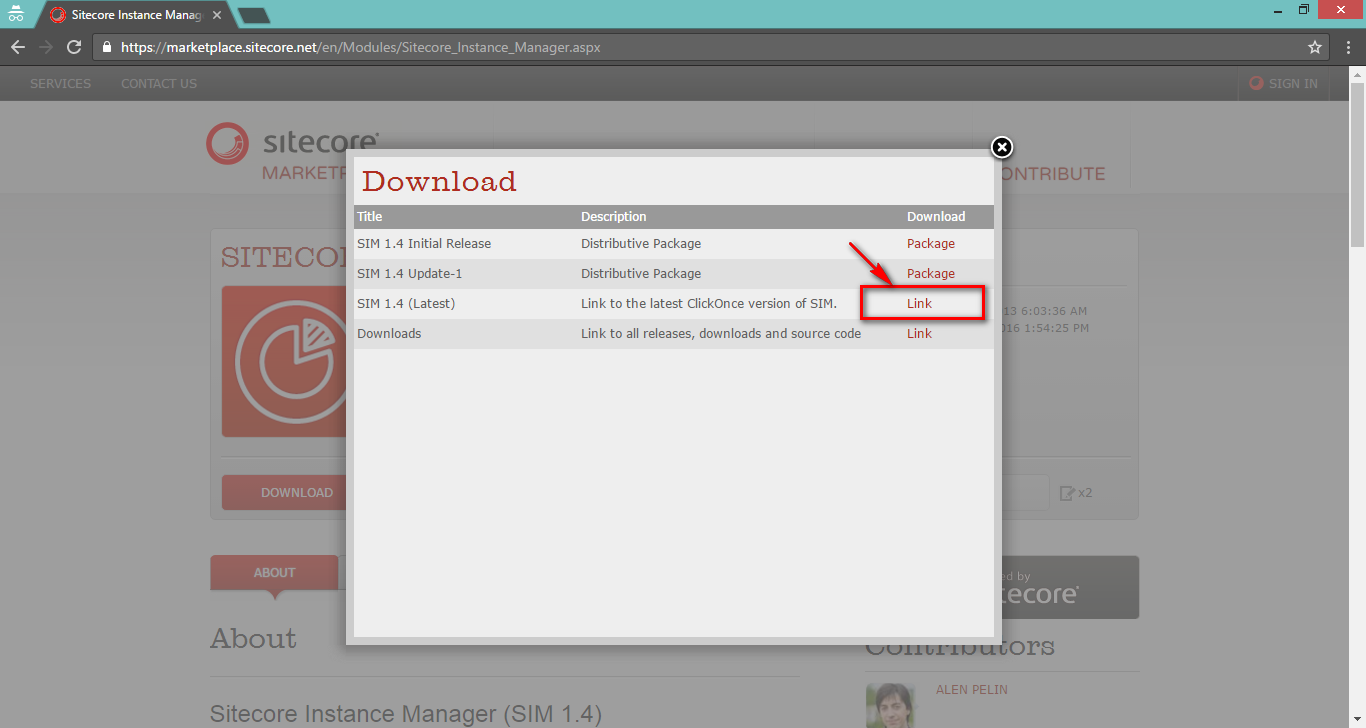 Sitecore Instance Manag
https://marketplace.sitecore.net/en/Modules/Sitecore_Instance_Manager.aspx
SERVICES CONTACT US SIGN IN
sitecore
MARKETP
ONTRIBUTE
Download
Title Description Download
SIM 1.4 Initial Release Distributive Package Package
SIM 1.4 Update-1 Distributive Package Package
SIM 1.4 (Latest) Link to the latest ClickOnce version of SIM. Link
Downloads Link to all releases, downloads and source code Link
SITECO
13 6:03:36 AM
016 1:54:25 PM
DOWNLOAD
x2
ABOUT
ed by
tecore
About
Contributors
ALEN PELIN
Sitecore Instance Manager (SIM 1.4)